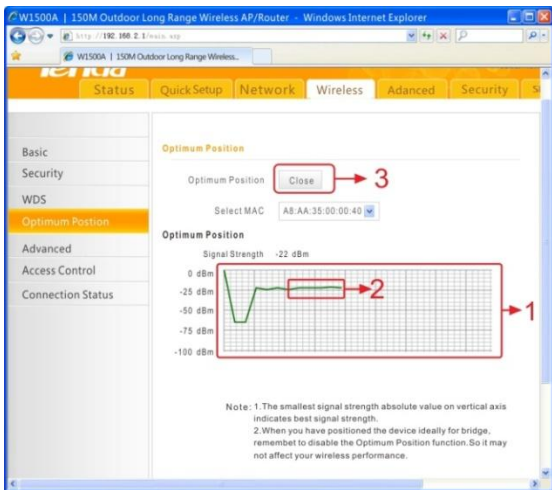 W1500A | 150M Outdoor Long Range Wireless AP/Router - Windows Internet Explorer
http://192.168.2.1/main.asp
W1500A | 150M Outdoor Long Range Wireless...
Tenda
Status Quick Setup Network Wireless Adanced Security
Basic
Security
WDS
Optimum Postion
Advanced
Access Control
Connection Status
Optimum Position
Optimum Position Close 3
Select MAC A8:AA:35:00:00:40
Optimum Position
Signal Strength -22 dBm
0 dBm
-25 dBm
2
-50 dBm
1
-75 dBm
-100 dBm
Note: 1.The smallest signal strength absolute value on vertical axis
indicates best signal strength.
2.When you have positioned the device ideally for bridge,
remembet to disable the Optimum Position function.So it may
not affect your wireless performance.